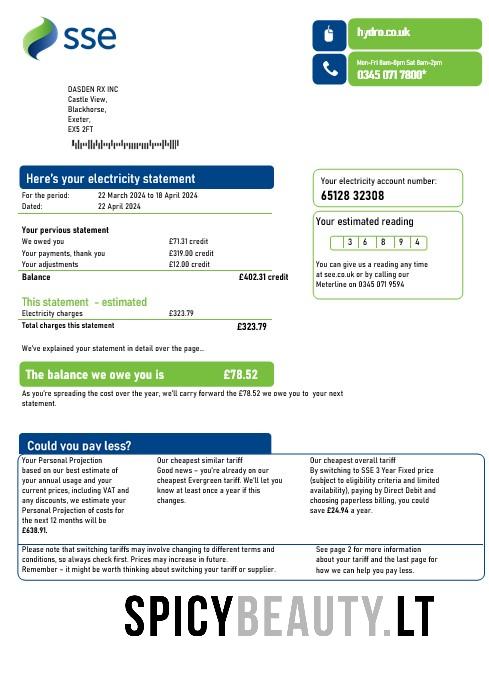 sse
hydro.co.uk
Mon-Fri 8am-8pm Sat 8am-2pm
0345 071 7800*
DASDEN RX INC
Castle View,
Blackhorse,
Exeter,
EX5 2FT
Here's your electricity statement
For the period: 22 March 2024 to 18 April 2024
Dated: 22 April 2024
Your electricity account number:
65128 32308
Your pervious statement
We owed you £71.31 credit
Your payments, thank you £319.00 credit
Your adjustments £12.00 credit
Balance £402.31 credit
Your estimated reading
3 6 8 9 4
You can give us a reading any time
at see.co.uk or by calling our
Meterline on 0345 071 9594
This statement - estimated
Electricity charges £323.79
Total charges this statement £323.79
We've explained your statement in detail over the page...
The balance we owe you is £78.52
As you're spreading the cost over the year, we'll carry forward the £78.52 we owe you to your next
statement.
Could you pay less?
Your Personal Projection
based on our best estimate of
your annual usage and your
current prices, including VAT and
any discounts, we estimate your
Personal Projection of costs for
the next 12 months will be
£638.91.
Our cheapest similar tariff
Good news – you're already on our
cheapest Evergreen tariff. We'll let you
know at least once a year if this
changes.
Our cheapest overall tariff
By switching to SSE 3 Year Fixed price
(subject to eligibility criteria and limited
availability), paying by Direct Debit and
choosing paperless billing, you could
save £24.94 a year.
Please note that switching tariffs may involve changing to different terms and
conditions, so always check first. Prices may increase in future.
Remember – it might be worth thinking about switching your tariff or supplier.
See page 2 for more information
about your tariff and the last page for
how we can help you pay less.
SPICYBEAUTY.LT